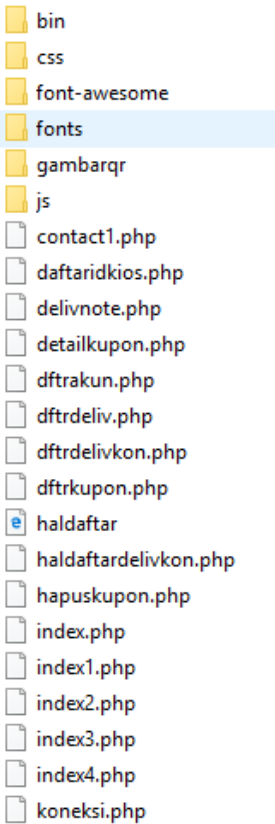 bin
css
font-awesome
fonts
gambarqr
js
contact1.php
daftaridkios.php
delivnote.php
detailkupon.php
dftrakun.php
dftrdeliv.php
dftrdelivkon.php
dftrkupon.php
haldaftar
haldaftardelivkon.php
hapuskupon.php
index.php
index1.php
index2.php
index3.php
index4.php
koneksi.php